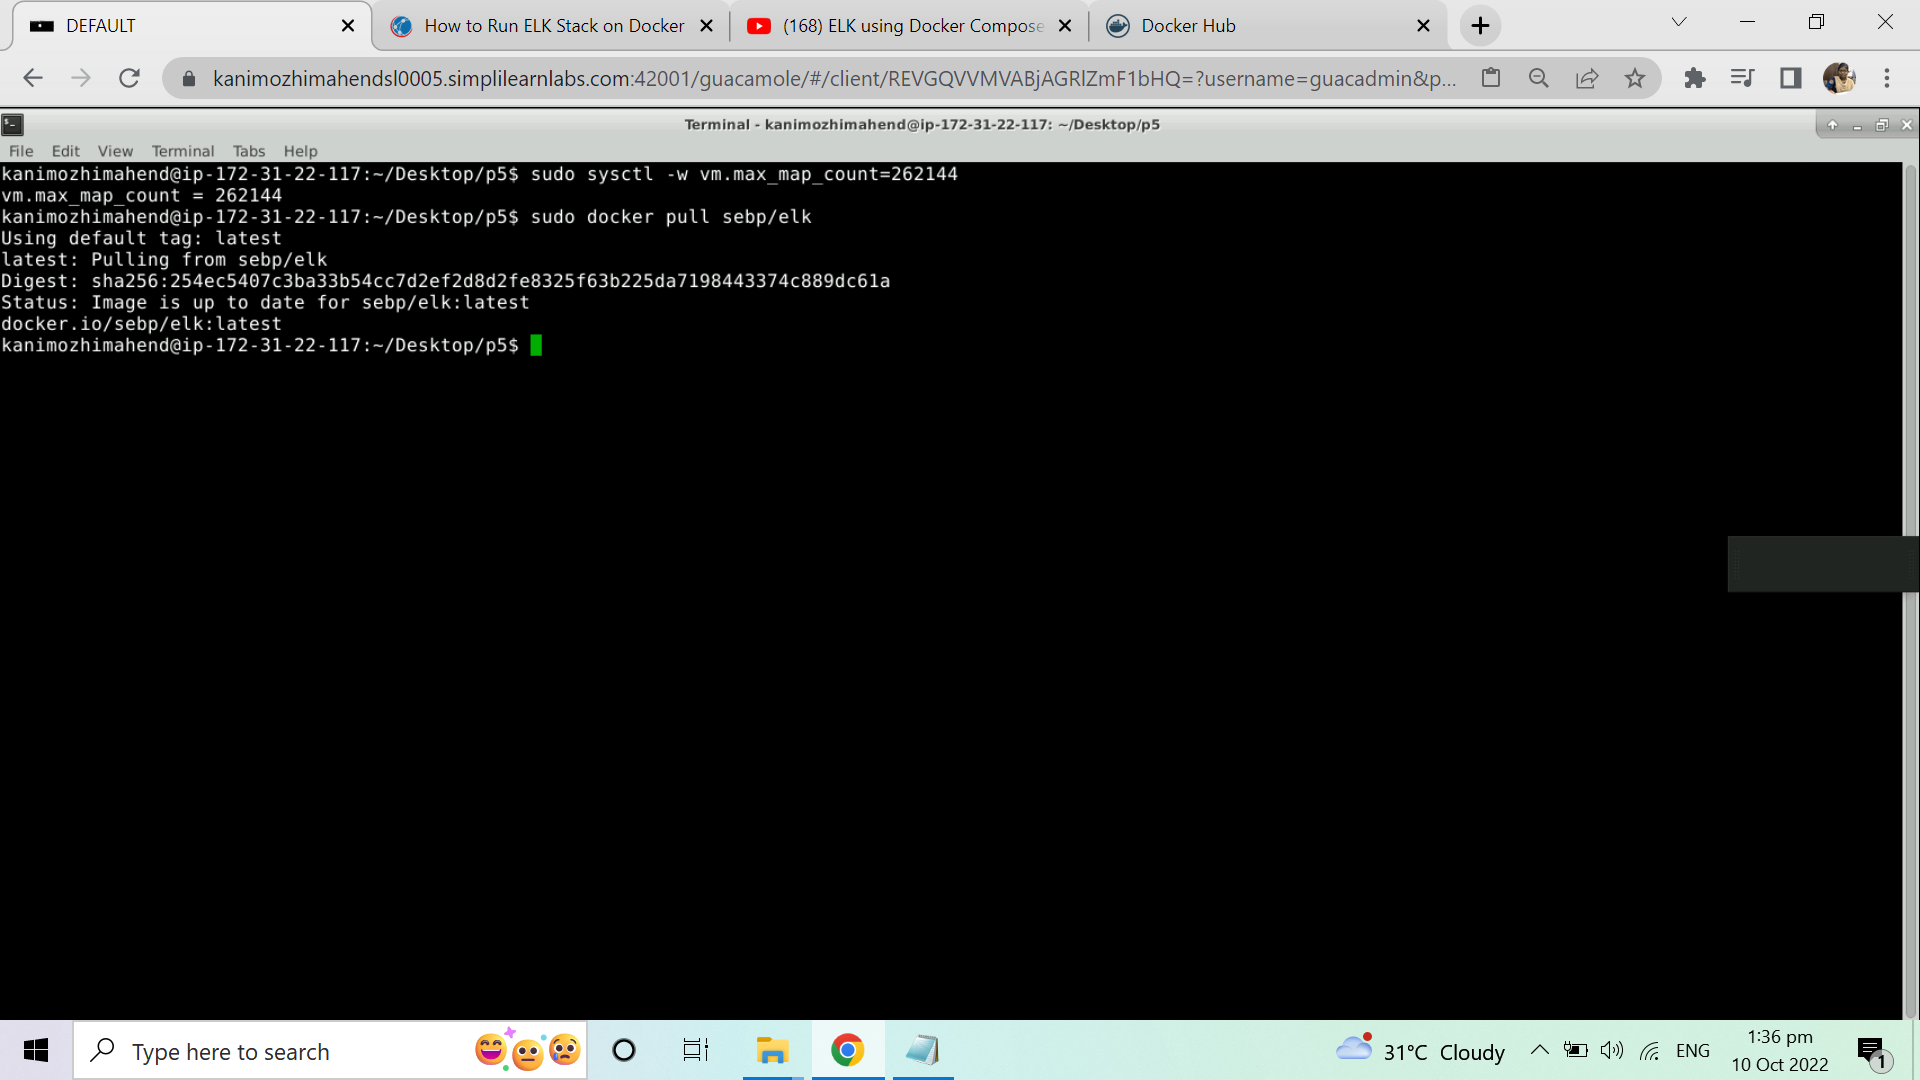 DEFAULT
How to Run ELK Stack on Docker
(168) ELK using Docker Compose
Docker Hub
kanimozhimahendsl0005.simplilearnlabs.com:42001/guacamole/#/client/REVGQVVMVABjAGRlZmF1bHQ=?username=guacadmin&p...
Terminal - kanimozhimahend@ip-172-31-22-117: ~/Desktop/p5
File Edit View Terminal Tabs Help
kanimozhimahend@ip-172-31-22-117:~/Desktop/p5$ sudo sysctl -w vm.max_map_count=262144
vm.max_map_count = 262144
kanimozhimahend@ip-172-31-22-117:~/Desktop/p5$ sudo docker pull sebp/elk
Using default tag: latest
latest: Pulling from sebp/elk
Digest: sha256:254ec5407c3ba33b54cc7d2ef2d8d2fe8325f63b225da7198443374c889dc61a
Status: Image is up to date for sebp/elk:latest
docker.io/sebp/elk:latest
kanimozhimahend@ip-172-31-22-117:~/Desktop/p5$
Type here to search
31°C Cloudy
ENG
1:36 pm
10 Oct 2022
1